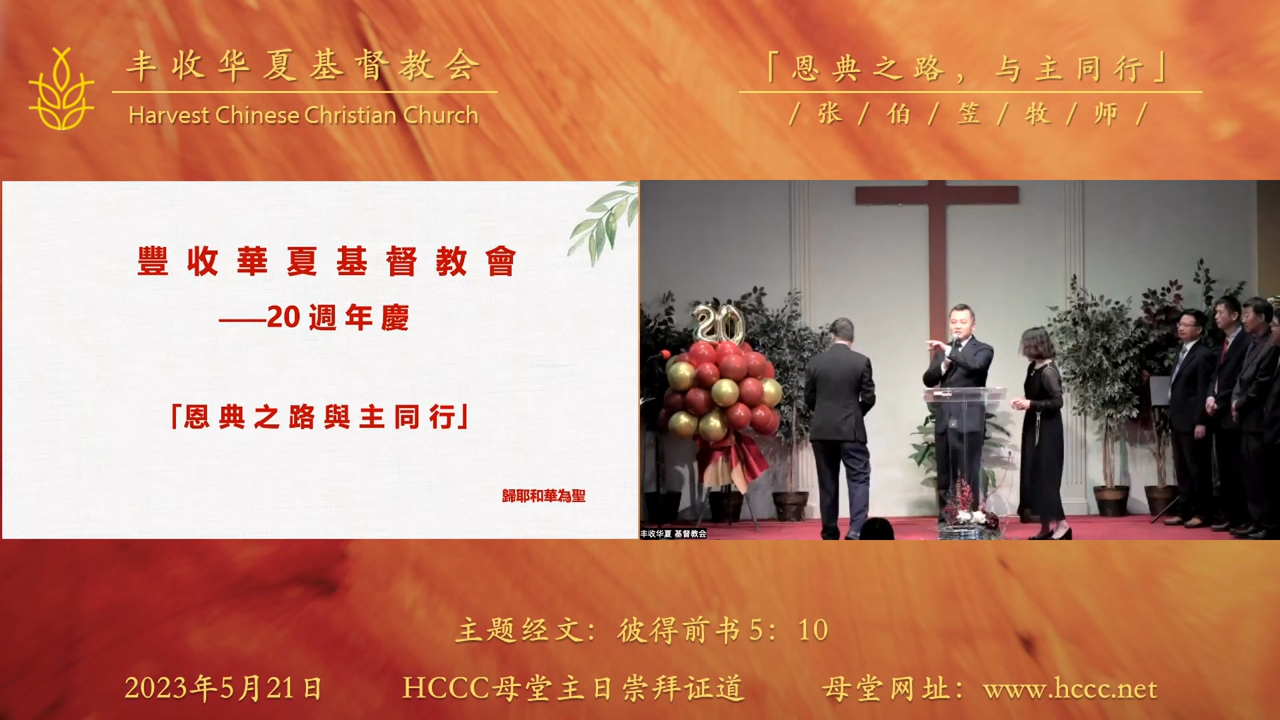 丰收华夏基督教会
Harvest Chinese Christian Church
「恩典之路，与主同行」
/ 张 / 伯 / 笠 / 牧 / 师 /
豐收華夏基督教會
——20週年慶
「恩典之路與主同行」
歸耶和華為聖
20
丰收华夏 基督教会
主题经文：彼得前书 5：10
2023年5月21日 HCCC母堂主日崇拜证道 母堂网址：www.hccc.net